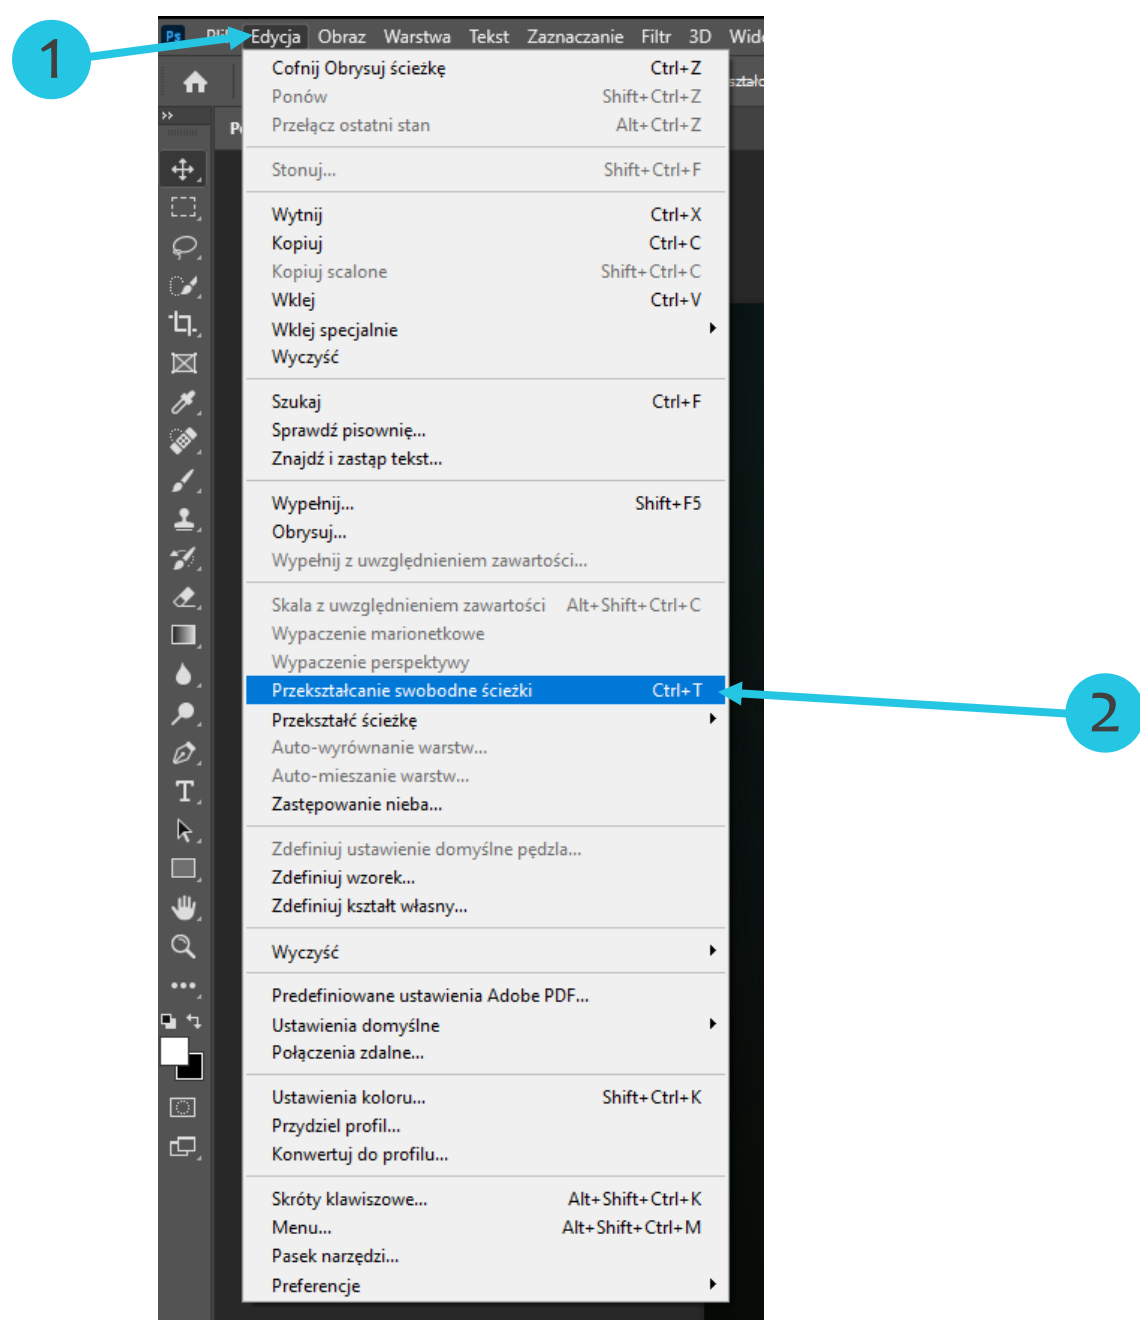 1
Ps Edycja Obraz Warstwa Tekst Zaznaczanie Filtr 3D
Cofnij Obrysuj ścieżkę Ctrl+Z
Ponów Shift+Ctrl+Z
Przełącz ostatni stan Alt+Ctrl+Z
Stonuj... Shift+Ctrl+F
Wytnij Ctrl+X
Kopiuj Ctrl+C
Kopiuj scalone Shift+Ctrl+C
Wklej Ctrl+V
Wklej specjalnie
Wyczyść
Szukaj Ctrl+F
Sprawdź pisownię...
Znajdź i zastąp tekst...
Wypełnij... Shift+F5
Obrysuj...
Wypełnij z uwzględnieniem zawartości...
Skala z uwzględnieniem zawartości Alt+Shift+Ctrl+C
Wypaczenie marionetkowe
Wypaczenie perspektywy
Przekształcanie swobodne ścieżki Ctrl+T
2
Przekształć ścieżkę
Auto-wyrównanie warstw...
Auto-mieszanie warstw...
Zastępowanie nieba...
Zdefiniuj ustawienie domyślne pędzla...
Zdefiniuj wzorek...
Zdefiniuj kształt własny...
Wyczyść
Predefiniowane ustawienia Adobe PDF...
Ustawienia domyślne
Połączenia zdalne...
Ustawienia koloru... Shift+Ctrl+K
Przydziel profil...
Konwertuj do profilu...
Skróty klawiszowe... Alt+Shift+Ctrl+K
Menu... Alt+Shift+Ctrl+M
Pasek narzędzi...
Preferencje